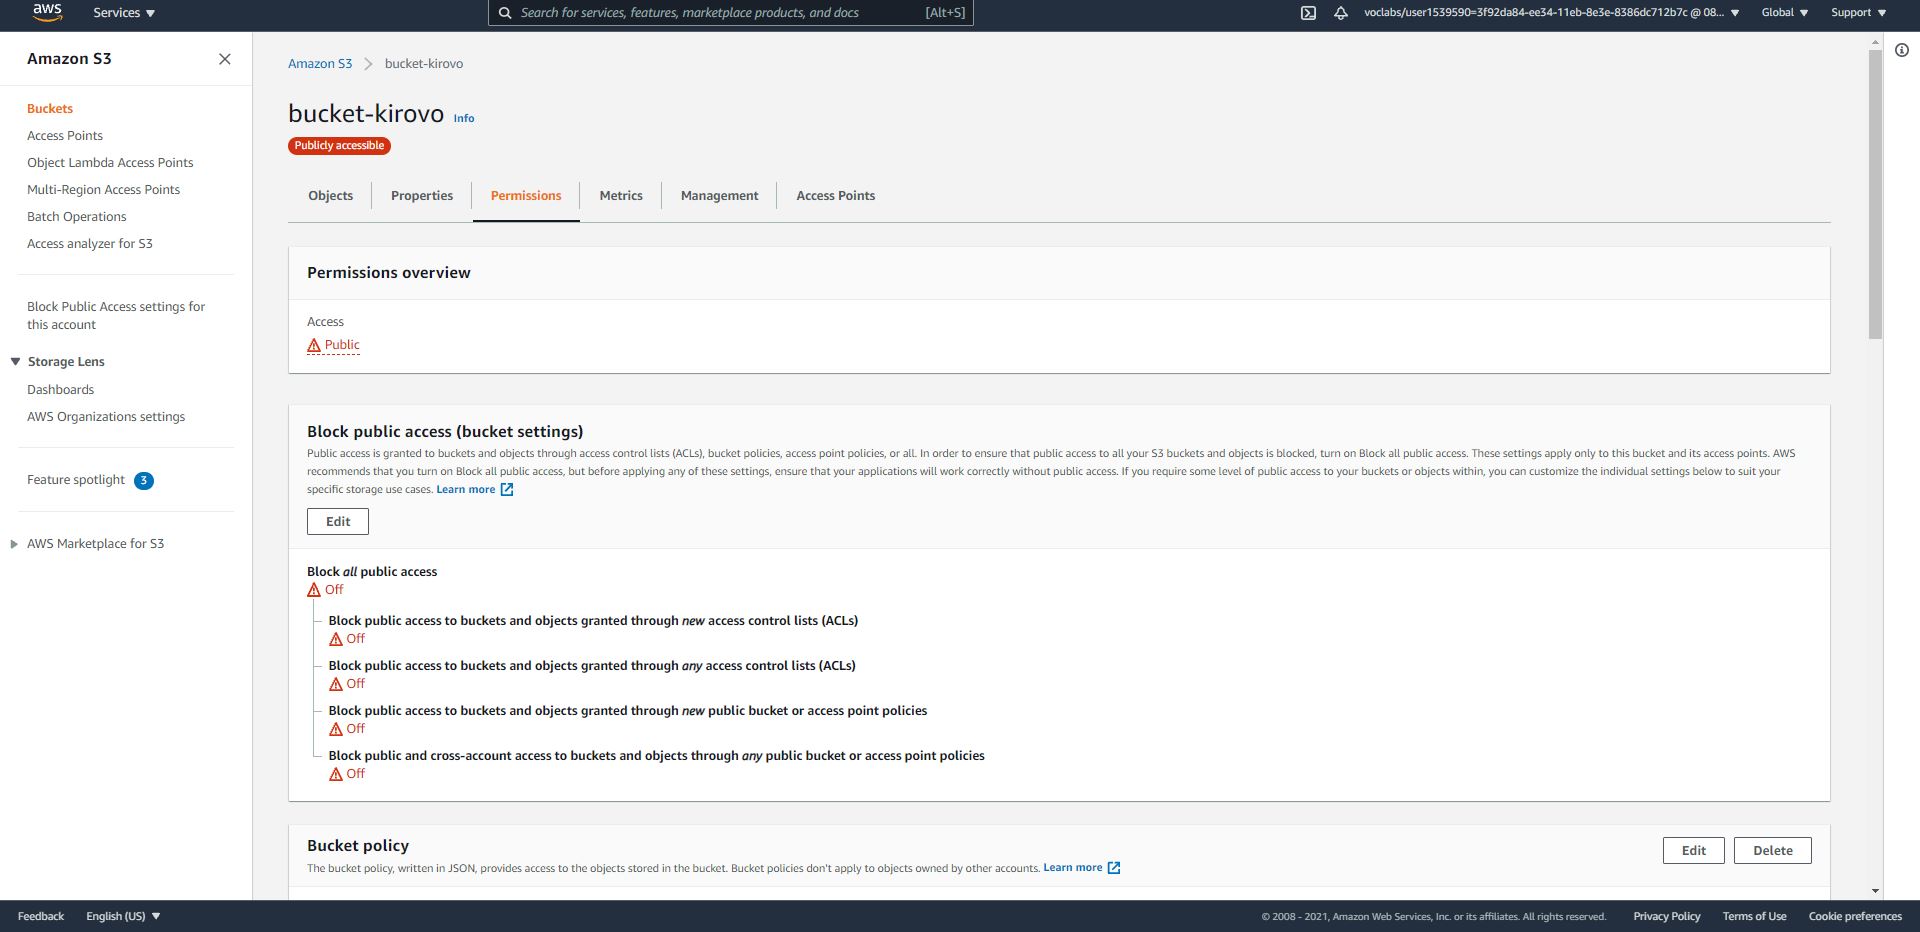 aws
Services
Search for services, features, marketplace products, and docs
[Alt+S]
voclabs/user1539590=3f92da84-ee34-11eb-8e3e-8386dc712b7c @ 08...
Global
Support
Amazon S3
Buckets
Access Points
Object Lambda Access Points
Multi-Region Access Points
Batch Operations
Access analyzer for S3
Block Public Access settings for
this account
Storage Lens
Dashboards
AWS Organizations settings
Feature spotlight 3
AWS Marketplace for S3
Amazon S3 > bucket-kirovo
bucket-kirovo Info
Publicly accessible
Objects
Properties
Permissions
Metrics
Management
Access Points
Permissions overview
Access
Public
Block public access (bucket settings)
Public access is granted to buckets and objects through access control lists (ACLs), bucket policies, access point policies, or all. In order to ensure that public access to all your S3 buckets and objects is blocked, turn on Block all public access. These settings apply only to this bucket and its access points. AWS
recommends that you turn on Block all public access, but before applying any of these settings, ensure that your applications will work correctly without public access. If you require some level of public access to your buckets or objects within, you can customize the individual settings below to suit your
specific storage use cases. Learn more
Edit
Block all public access
Off
Block public access to buckets and objects granted through new access control lists (ACLs)
Off
Block public access to buckets and objects granted through any access control lists (ACLs)
Off
Block public access to buckets and objects granted through new public bucket or access point policies
Off
Block public and cross-account access to buckets and objects through any public bucket or access point policies
Off
Bucket policy
The bucket policy, written in JSON, provides access to the objects stored in the bucket. Bucket policies don't apply to objects owned by other accounts. Learn more
Edit
Delete
Feedback
English (US)
© 2008 - 2021, Amazon Web Services, Inc. or its affiliates. All rights reserved.
Privacy Policy
Terms of Use
Cookie preferences